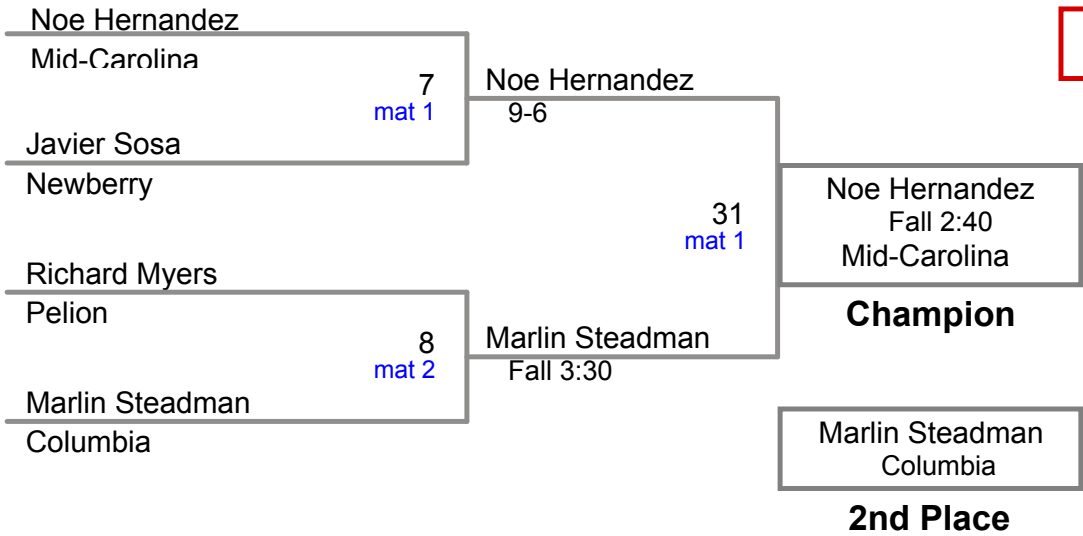 Noe Hernandez
Mid-Carolina
7
mat 1
Javier Sosa
Newberry
Noe Hernandez
9-6
Richard Myers
Pelion
8
mat 2
Marlin Steadman
Columbia
Marlin Steadman
Fall 3:30
31
mat 1
Noe Hernandez
Fall 2:40
Mid-Carolina
Champion
Marlin Steadman
Columbia
2nd Place